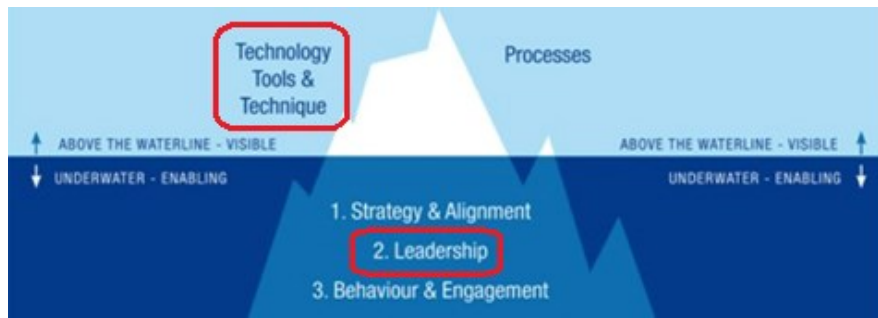 Technology
Tools &
Technique
Processes
ABOVE THE WATERLINE - VISIBLE
ABOVE THE WATERLINE - VISIBLE
UNDERWATER - ENABLING
UNDERWATER - ENABLING
1. Strategy & Alignment
2. Leadership
3. Behaviour & Engagement